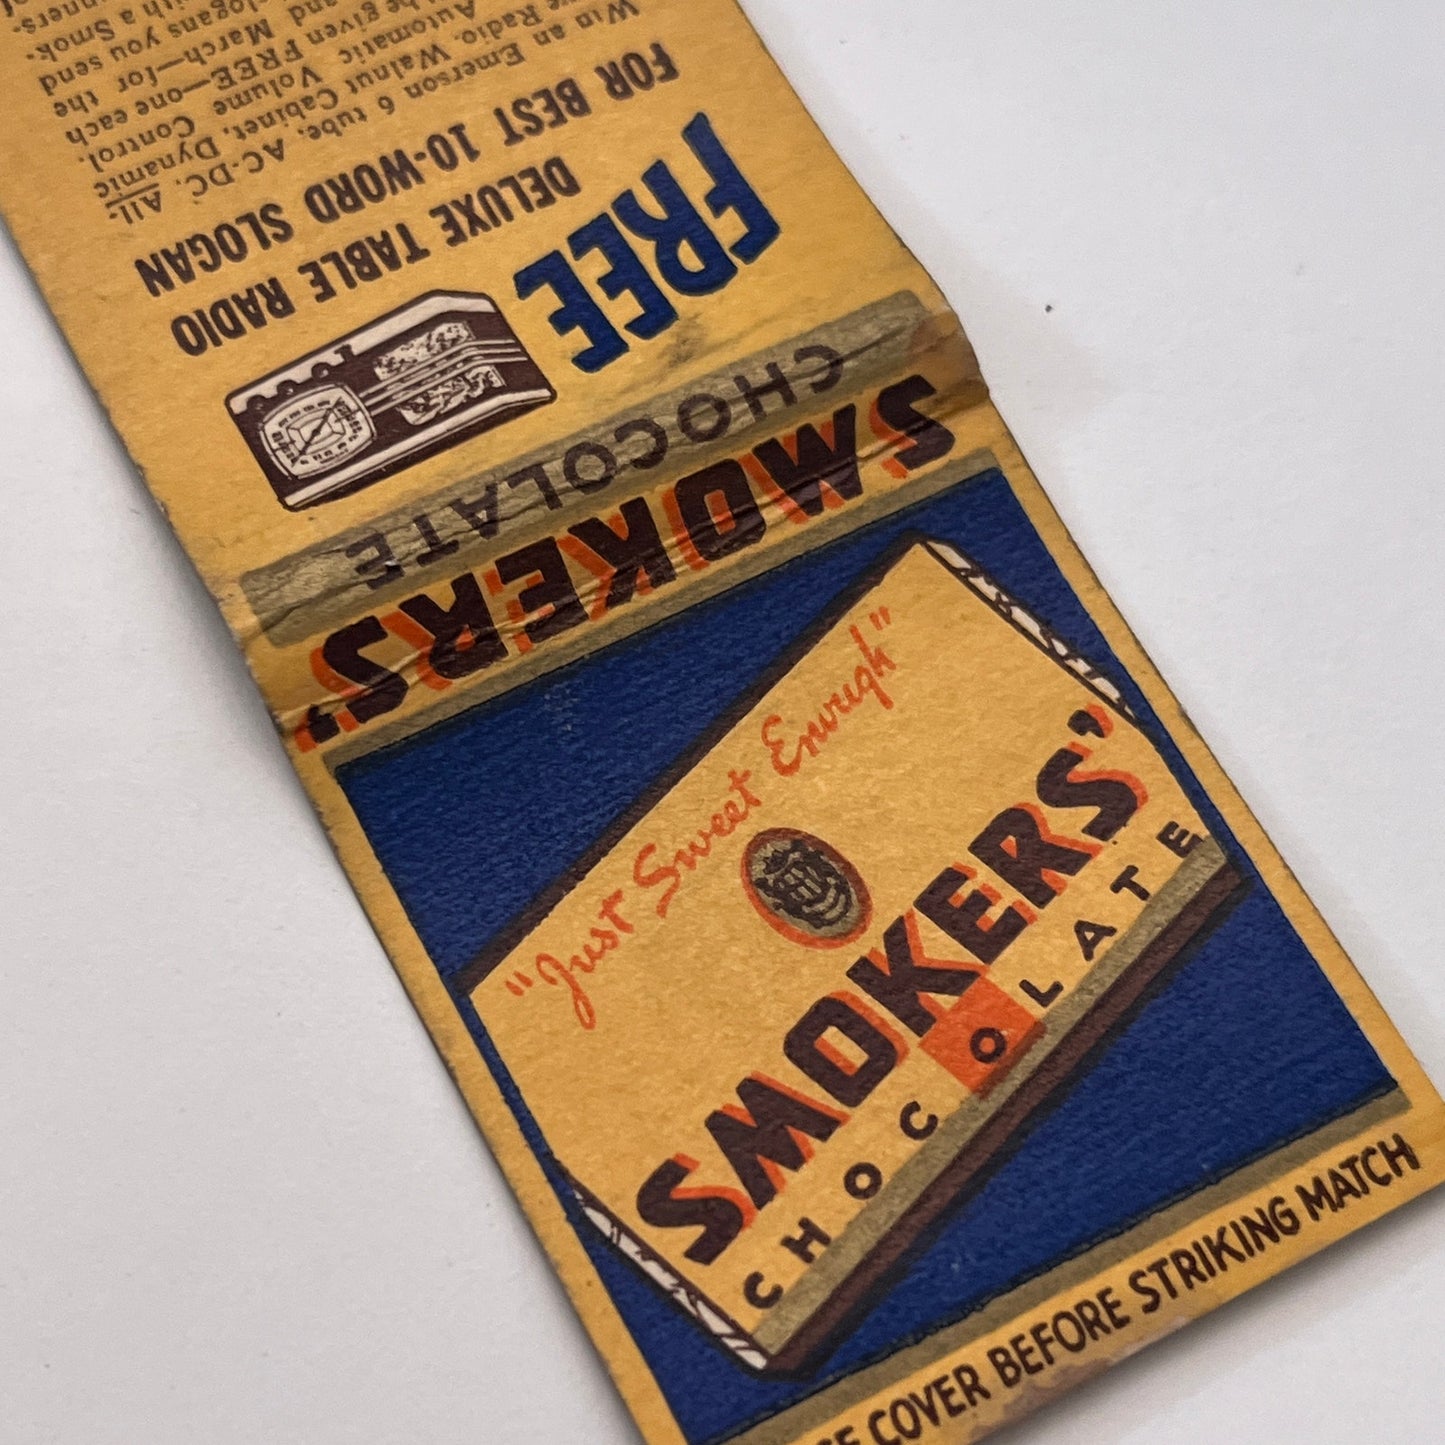 "Just Sweet Enough"
SMOKERS'
CHOCOLATE
CLOSE COVER BEFORE STRIKING MATCH
SMOKERS'
CHOCOLATE
FREE
DELUXE TABLE RADIO
FOR BEST 10-WORD SLOGAN
Win an Emerson 6 tube, AC-DC, All-
Radio. Walnut Cabinet, Dynamic
Automatic Volume Control.
be given FREE—one each
and March—for the
slogans you send
with a Smok-